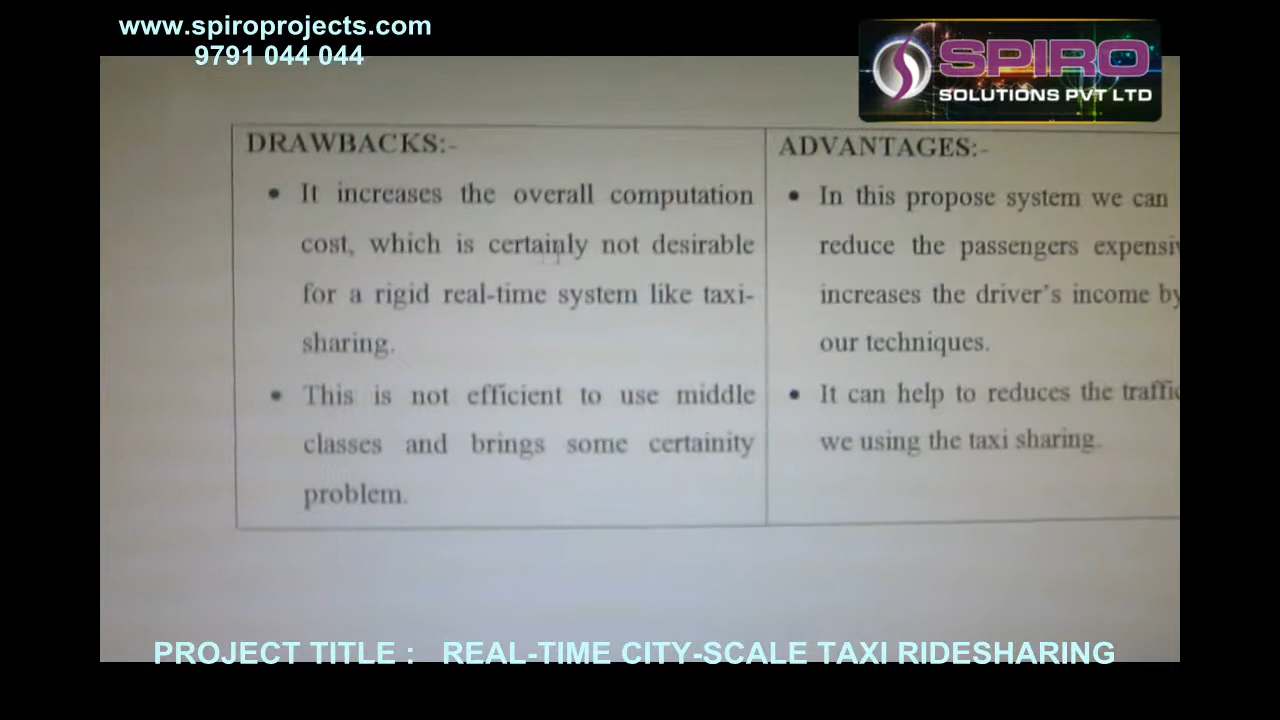 www.spiroprojects.com
9791 044 044
SPIRO
SOLUTIONS PVT LTD
DRAWBACKS:-
It increases the overall computation
cost, which is certainly not desirable
for a rigid real-time system like taxi-
sharing.
This is not efficient to use middle
classes and brings some certainity
problem.
ADVANTAGES:-
In this propose system we can
reduce the passengers
increases the driver's income by
our techniques.
It can help to reduces the
we using the taxi sharing.
PROJECT TITLE : REAL-TIME CITY-SCALE TAXI RIDESHARING